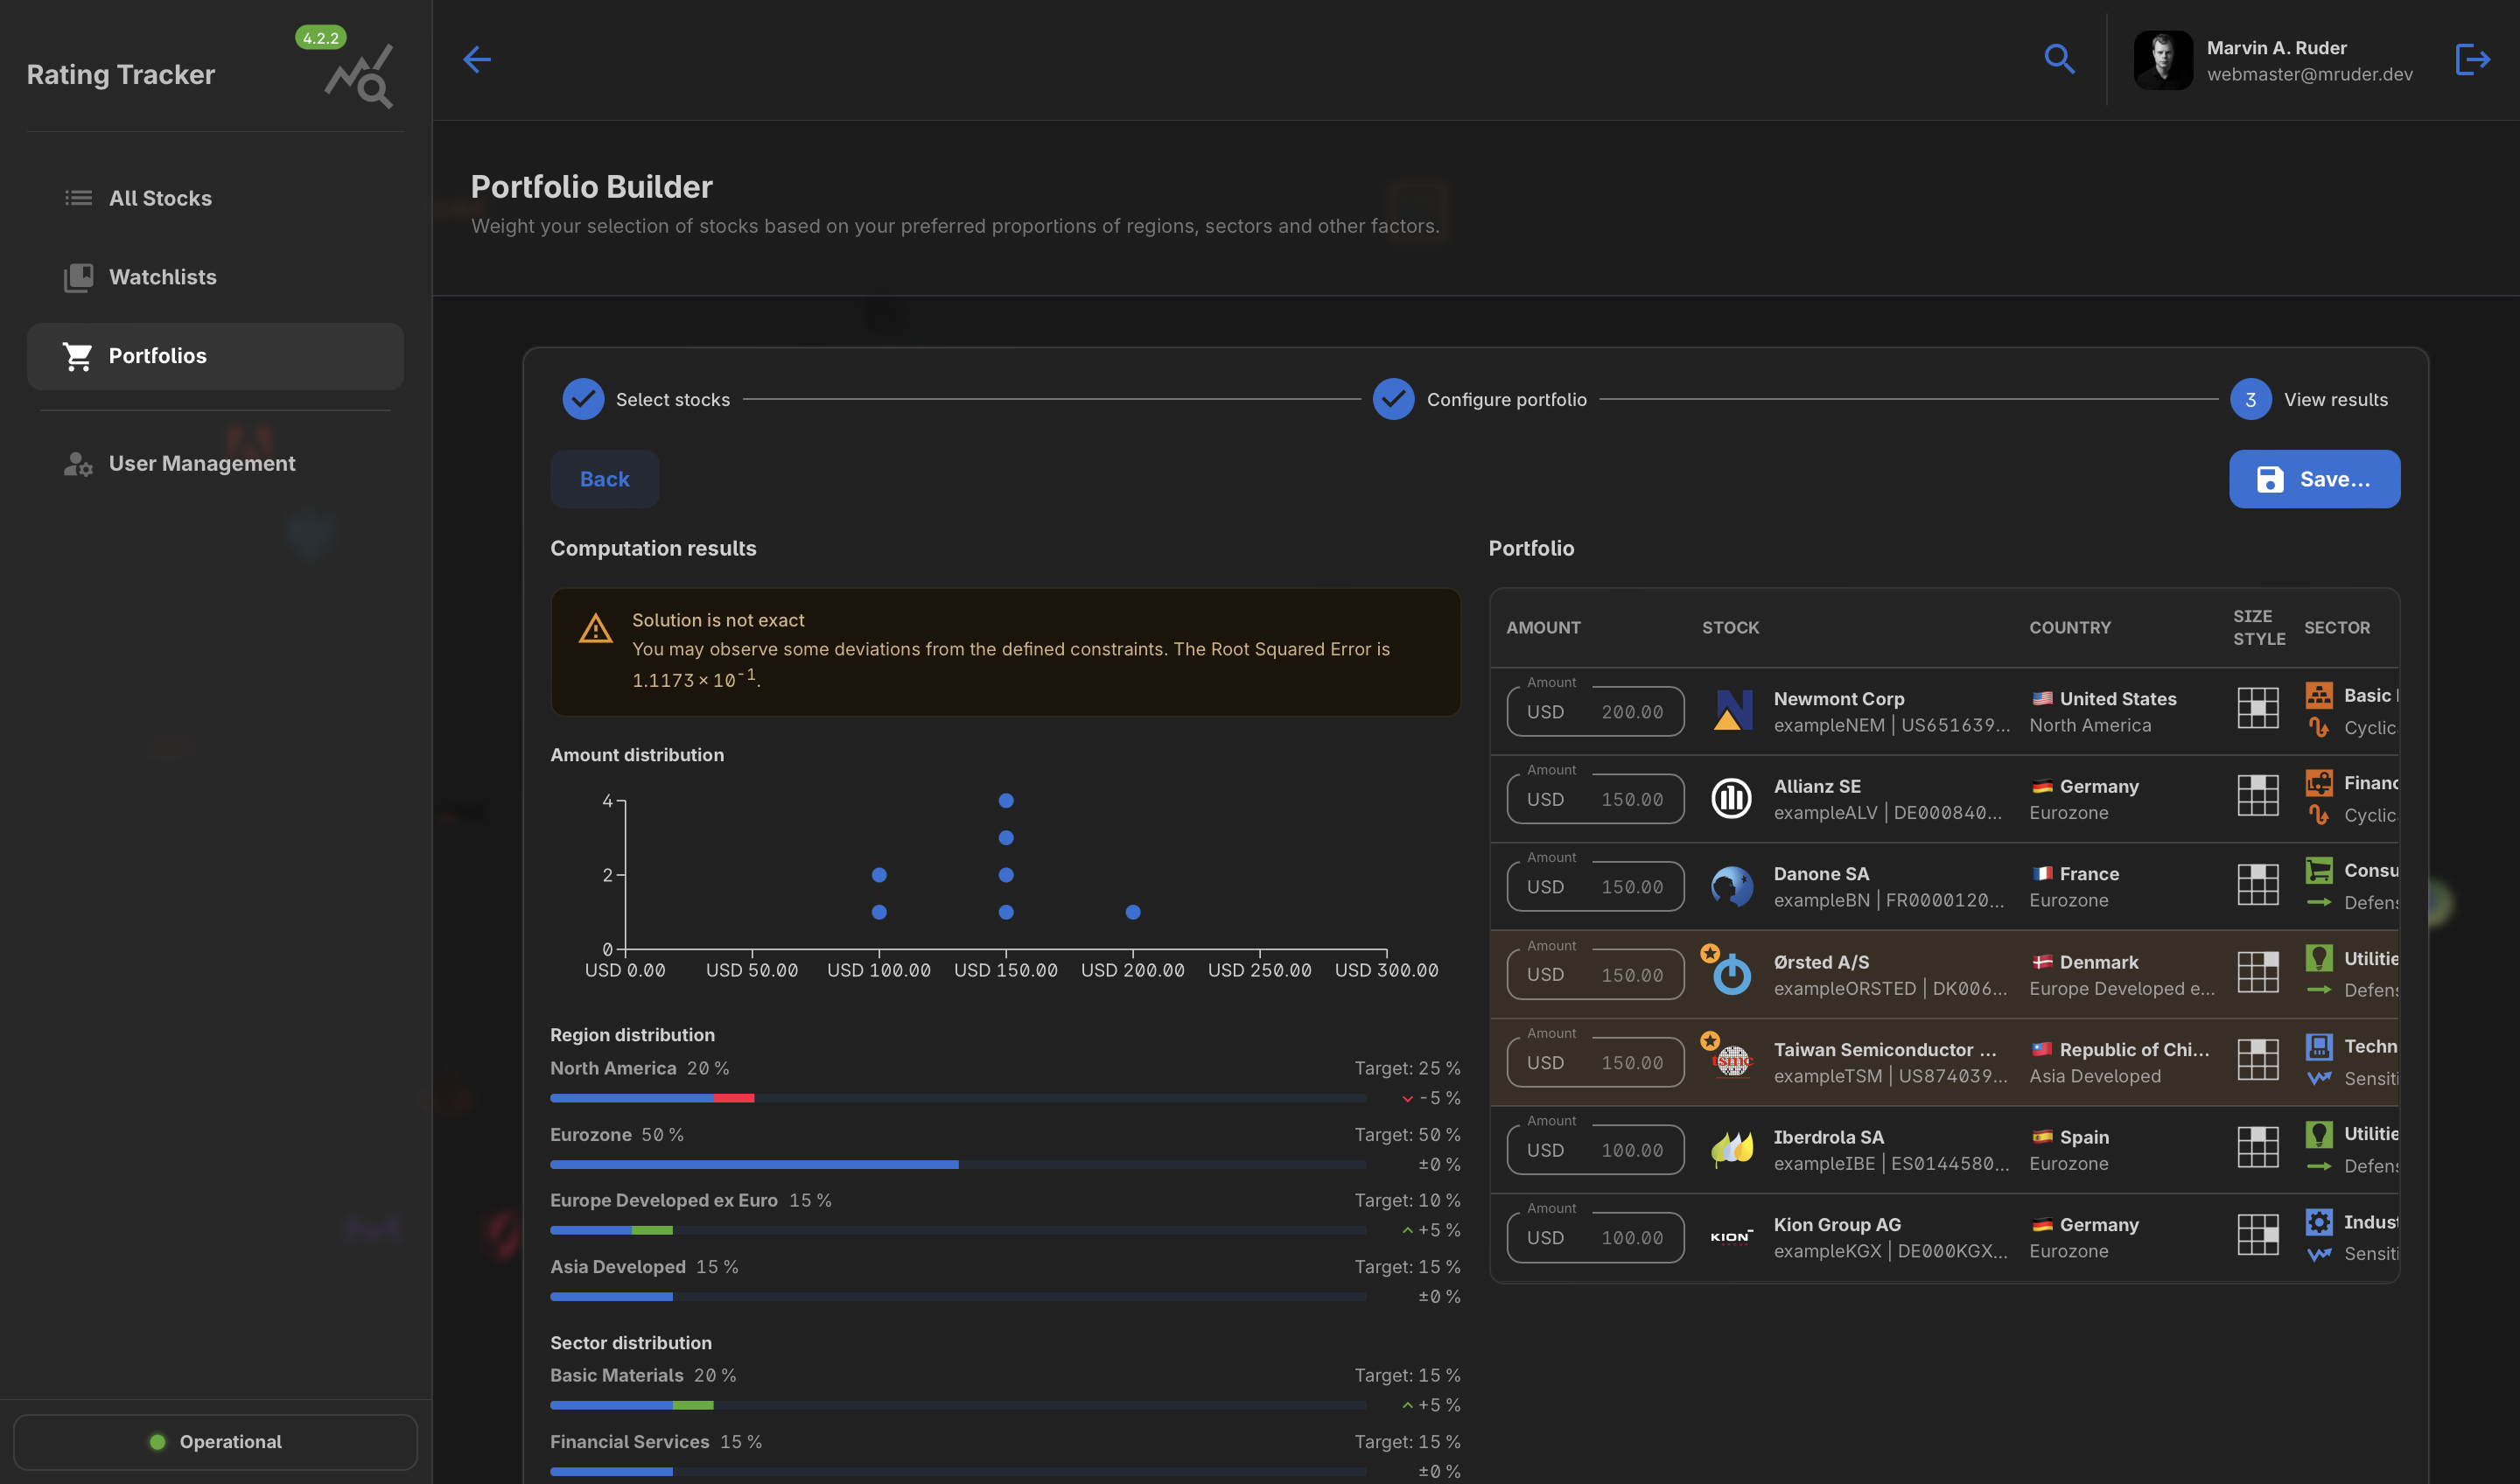 Rating Tracker
4.2.2
All Stocks
Watchlists
Portfolios
User Management
Operational
Marvin A. Ruder
webmaster@mruder.dev
Portfolio Builder
Weight your selection of stocks based on your preferred proportions of regions, sectors and other factors.
Select stocks
Configure portfolio
3 View results
Back
Save…
Computation results
Solution is not exact
You may observe some deviations from the defined constraints. The Root Squared Error is
1.1173 × 10⁻¹.
Amount distribution
4
2
0
USD 0.00 USD 50.00 USD 100.00 USD 150.00 USD 200.00 USD 250.00 USD 300.00
Region distribution
North America 20 % Target: 25 %
-5 %
Eurozone 50 % Target: 50 %
±0 %
Europe Developed ex Euro 15 % Target: 10 %
+5 %
Asia Developed 15 % Target: 15 %
±0 %
Sector distribution
Basic Materials 20 % Target: 15 %
+5 %
Financial Services 15 % Target: 15 %
±0 %
Portfolio
AMOUNT STOCK COUNTRY SIZE STYLE SECTOR
Amount
USD 200.00
Newmont Corp
exampleNEM | US651639…
United States
North America
Basic
Cyclic
Amount
USD 150.00
Allianz SE
exampleALV | DE000840…
Germany
Eurozone
Financ
Cyclic
Amount
USD 150.00
Danone SA
exampleBN | FR0000120…
France
Eurozone
Consu
Defens
Amount
USD 150.00
Ørsted A/S
exampleORSTED | DK006…
Denmark
Europe Developed e…
Utilitie
Defens
Amount
USD 150.00
tsmc
Taiwan Semiconductor …
exampleTSM | US874039…
Republic of Chi…
Asia Developed
Techn
Sensiti
Amount
USD 100.00
Iberdrola SA
exampleIBE | ES0144580…
Spain
Eurozone
Utilitie
Defens
Amount
USD 100.00
KION
Kion Group AG
exampleKGX | DE000KGX…
Germany
Eurozone
Indust
Sensiti